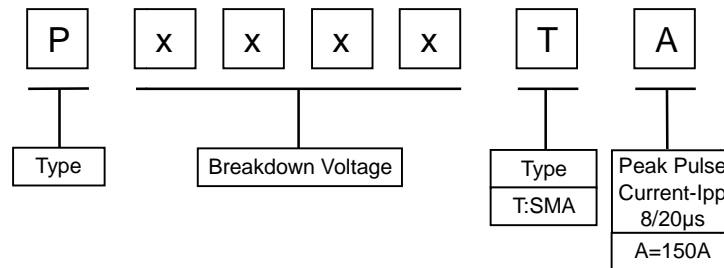 P x x x x T A
Type
Breakdown Voltage
Type
T:SMA
Peak Pulse
Current-Ipp
8/20μs
A=150A